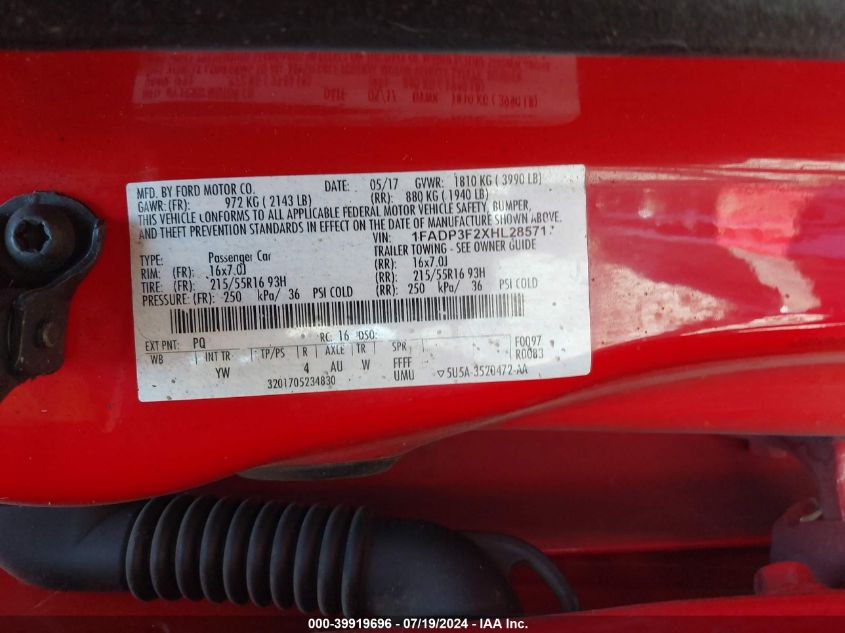 MFD. BY FORD MOTOR CO.
DATE: 05/17 GVWR: 1810 KG ( 3990 LB)
GAWR: (FR): 972 KG ( 2143 LB) (RR): 880 KG ( 1940 LB)
THIS VEHICLE CONFORMS TO ALL APPLICABLE FEDERAL MOTOR VEHICLE SAFETY, BUMPER,
AND THEFT PREVENTION STANDARDS IN EFFECT ON THE DATE OF MANUFACTURE SHOWN ABOVE.
VIN: 1FADP3F2XHL28571
TYPE: Passenger Car TRAILER TOWING - SEE OWNER GUIDE
RIM: (FR): 16x7.0J (RR): 16x7.0J
TIRE: (FR): 215/55R16 93H (RR): 215/55R16 93H
PRESSURE: (FR): 250 kPa/ 36 PSI COLD (RR): 250 kPa/ 36 PSI COLD
EXT PNT: PQ RC: 16 DSO: F0097
WB INT TR TP/PS R AXLE TR SPR R0083
YW 4 AU W FFFF
UMU
3201705234830 5U5A-3520472-AA
000-39919696 - 07/19/2024 - IAA, Inc.